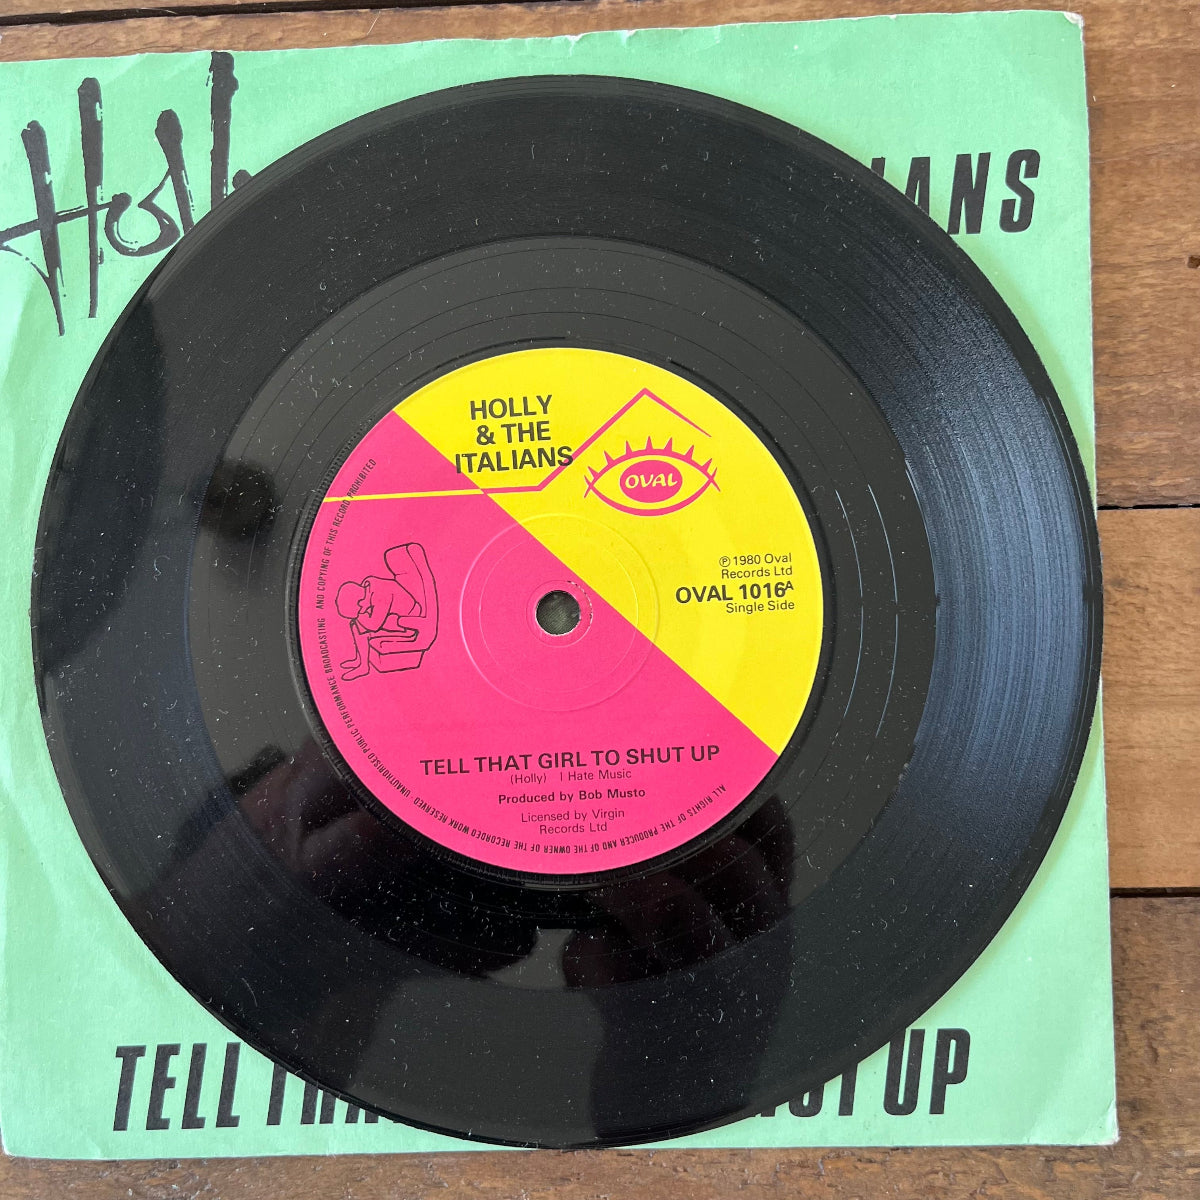 Holl
IANS
HOLLY
& THE
ITALIANS
OVAL
℗ 1980 Oval
Records Ltd
OVAL 1016A
Single Side
TELL THAT GIRL TO SHUT UP
(Holly) I Hate Music
Produced by Bob Musto
Licensed by Virgin
Records Ltd
ALL RIGHTS OF THE PRODUCER AND OF THE OWNER OF THE RECORDED WORK RESERVED · UNAUTHORISED PUBLIC PERFORMANCE BROADCASTING AND COPYING OF THIS RECORD PROHIBITED
TELL UP